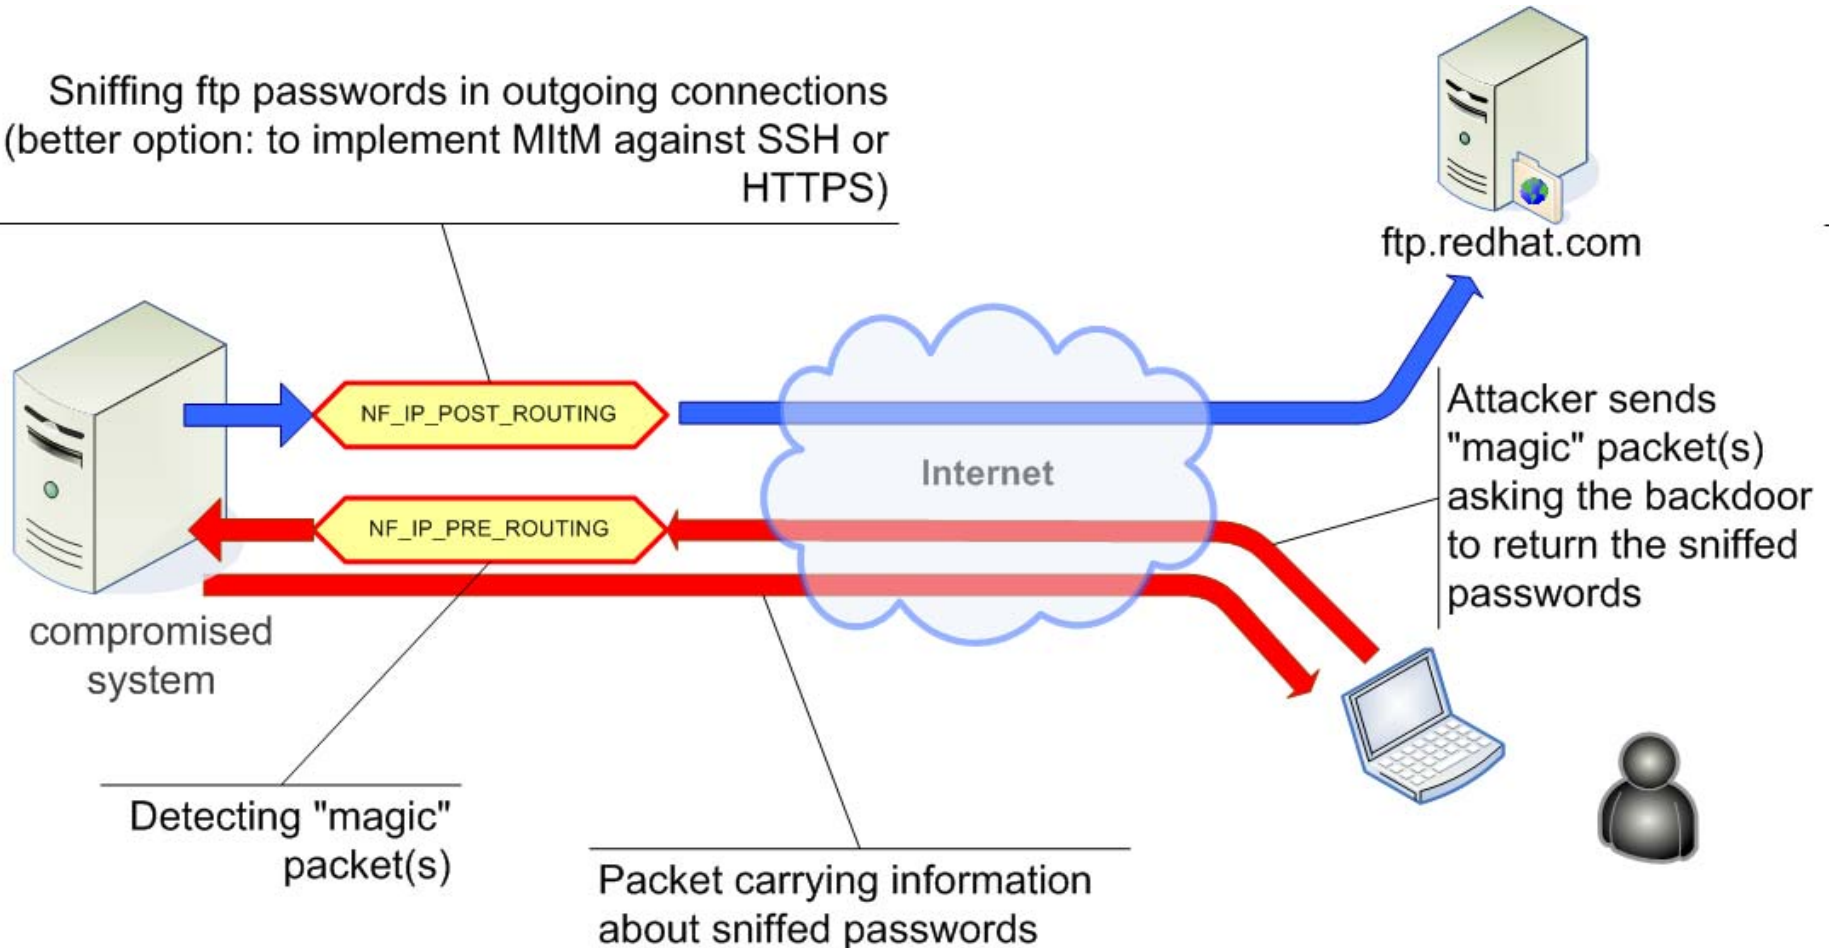 Sniffing ftp passwords in outgoing connections
(better option: to implement MItM against SSH or
HTTPS)
ftp.redhat.com
NF_IP_POST_ROUTING
Internet
Attacker sends
"magic" packet(s)
asking the backdoor
to return the sniffed
passwords
NF_IP_PRE_ROUTING
compromised
system
Detecting "magic"
packet(s)
Packet carrying information
about sniffed passwords